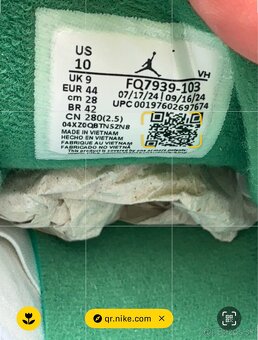 US
10
VH
UK 9
EUR 44
cm 28
BR 42
CN 280(2.5)
FQ7939-103
07/17/24 09/16/24
UPC 00197602697674
MADE IN VIETNAM
HECHO EN VIETNAM
FABRIQUE AU VIETNAM
FABRICADO NO VIETNÃ
qr.nike.com ×